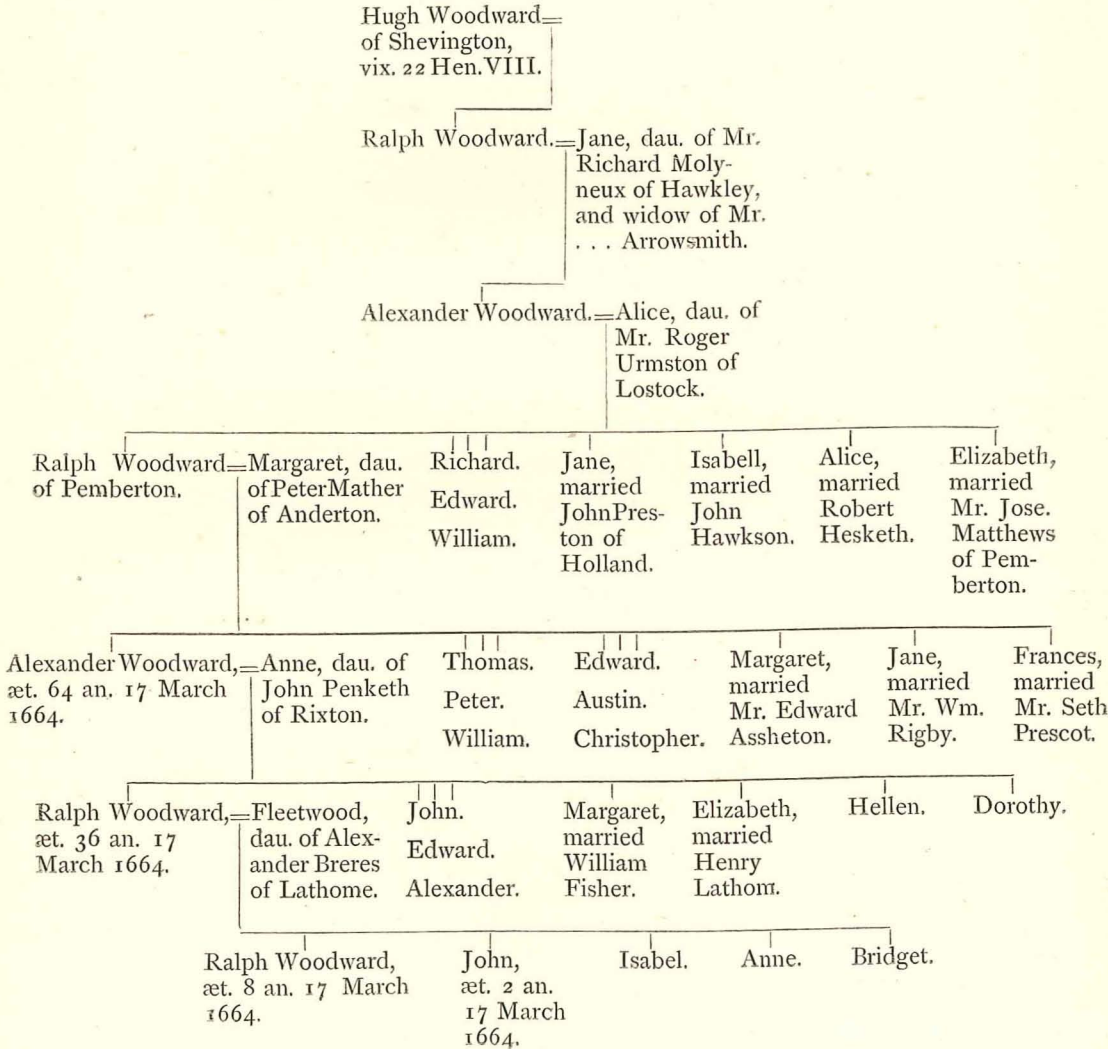 Hugh Woodward=
of Shevington,
vix. 22 Hen. VIII.
Ralph Woodward.=Jane, dau. of Mr.
Richard Moly-
neux of Hawkley,
and widow of Mr.
. . . Arrowsmith.
Alexander Woodward.=Alice, dau. of
Mr. Roger
Urmston of
Lostock.
Ralph Woodward=
of Pemberton.
Margaret, dau.
of Peter Mather
of Anderton.
Richard.
Edward.
William.
Jane,
married
John Pres-
ton of
Holland.
Isabell,
married
John
Hawkson.
Alice,
married
Robert
Hesketh.
Elizabeth,
married
Mr. Jose.
Matthews
of Pem-
berton.
Alexander Woodward,=
æt. 64 an. 17 March
1664.
Anne, dau. of
John Penketh
of Rixton.
Thomas.
Peter.
William.
Edward.
Austin.
Christopher.
Margaret,
married
Mr. Edward
Assheton.
Jane,
married
Mr. Wm.
Rigby.
Frances,
married
Mr. Seth
Prescot.
Ralph Woodward,=
æt. 36 an. 17
March 1664.
Fleetwood,
dau. of Alex-
ander Breres
of Lathome.
John.
Edward.
Alexander.
Margaret,
married
William
Fisher.
Elizabeth,
married
Henry
Lathom.
Hellen.
Dorothy.
Ralph Woodward,
æt. 8 an. 17 March
1664.
John,
æt. 2 an.
17 March
1664.
Isabel.
Anne.
Bridget.